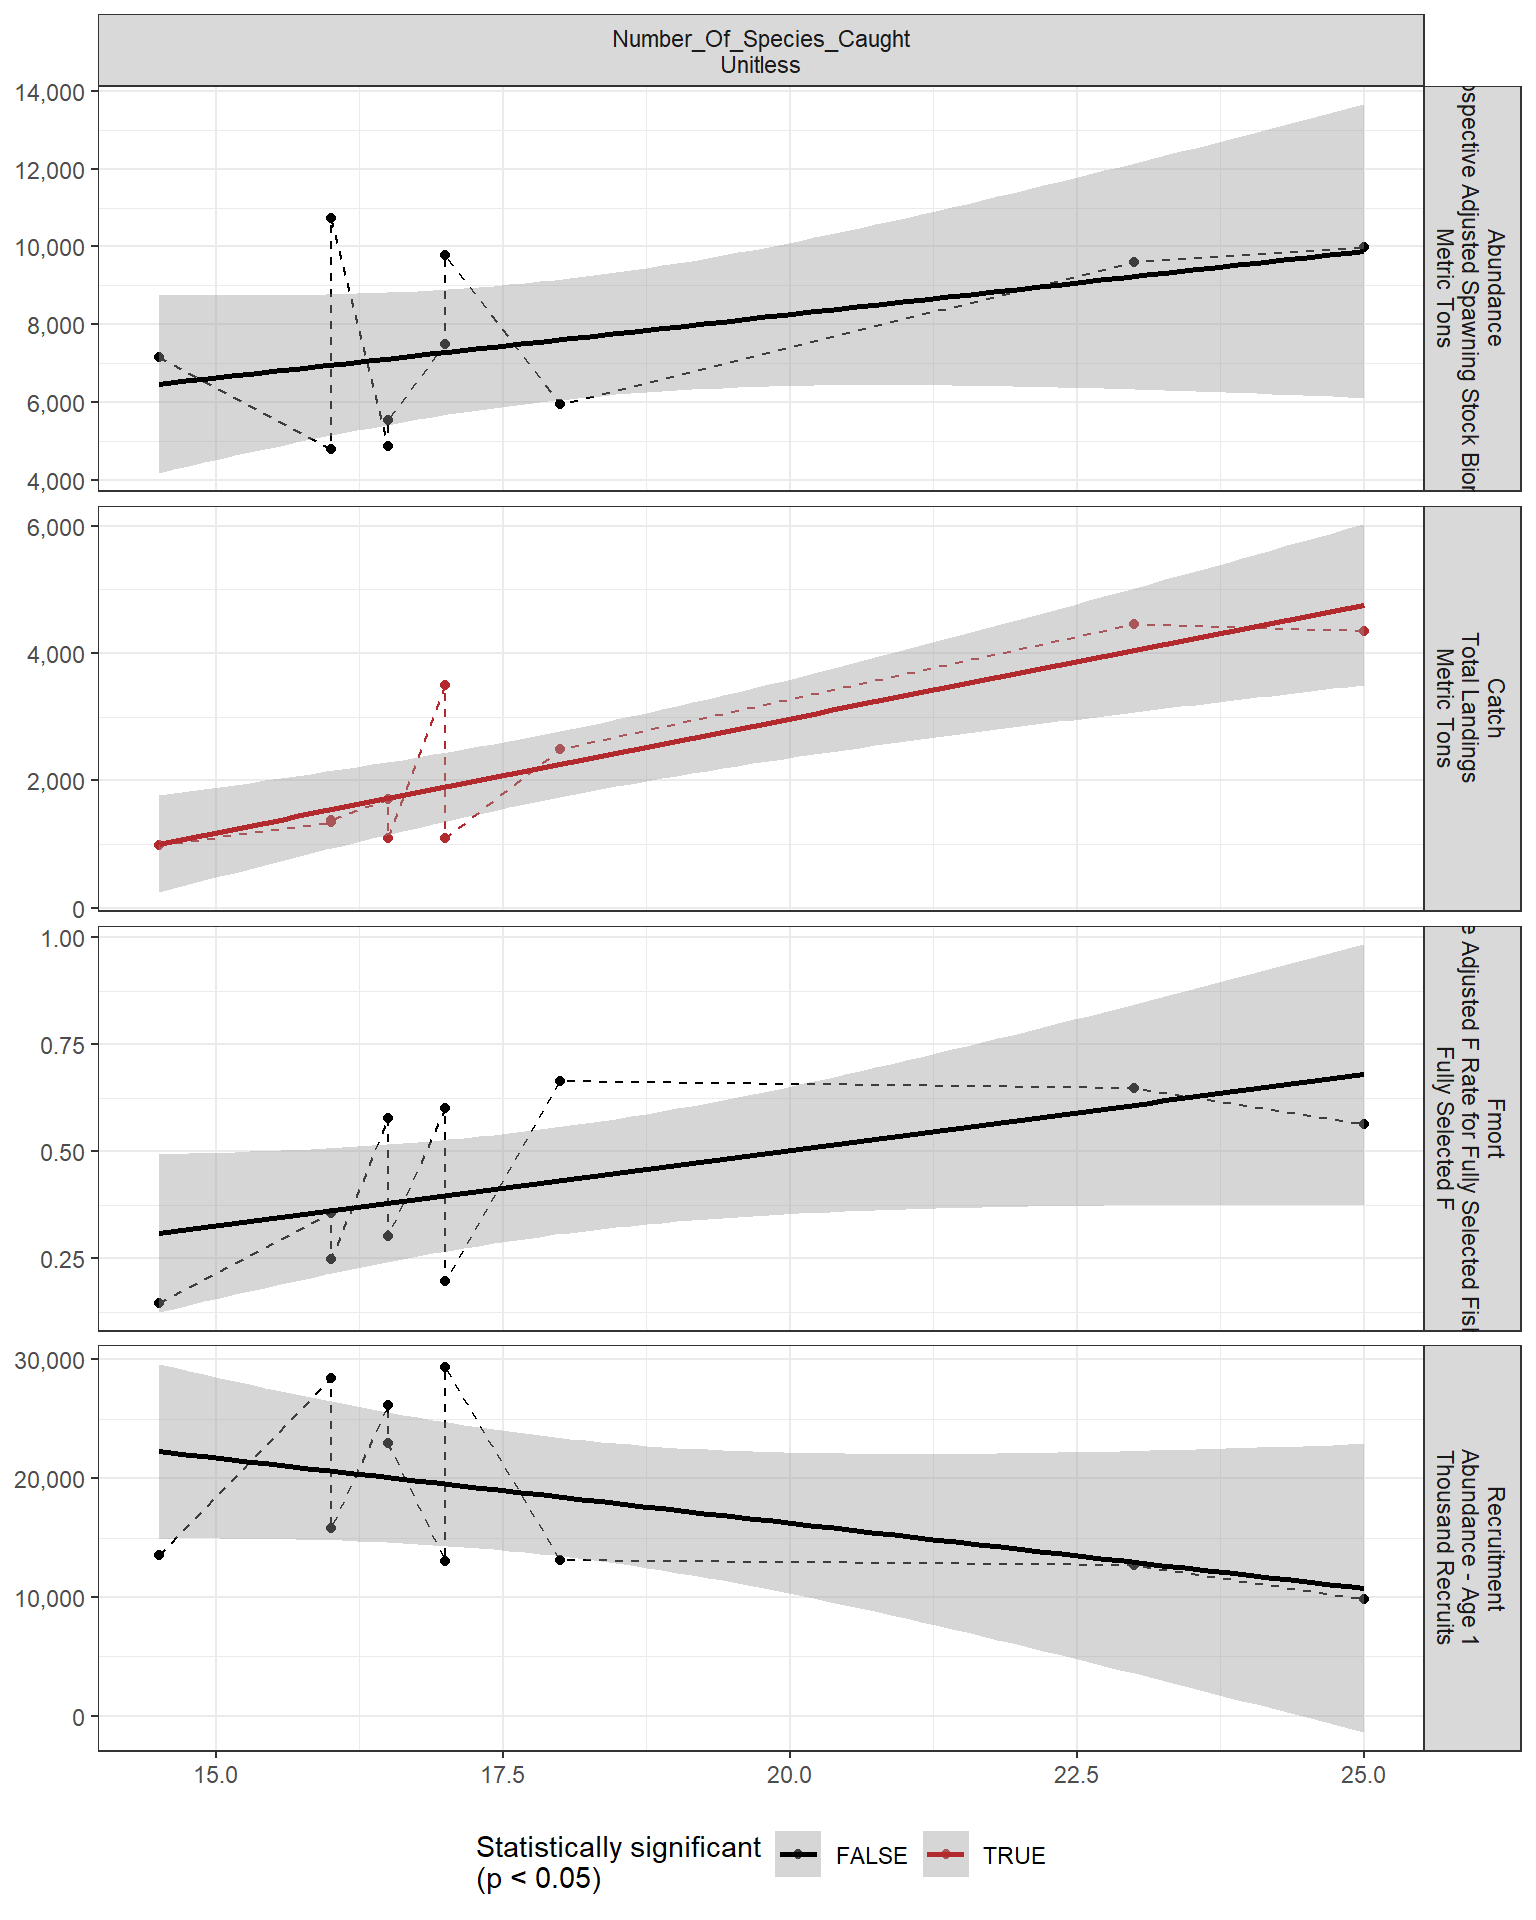 Number_Of_Species_Caught
Unitless
14,000
12,000
10,000
8,000
6,000
4,000
Abundance
ospective Adjusted Spawning Stock Bio
Metric Tons
6,000
4,000
2,000
0
Catch
Total Landings
Metric Tons
1.00
0.75
0.50
0.25
Fmort
e Adjusted F Rate for Fully Selected Fis
Fully Selected F
30,000
20,000
10,000
0
Recruitment
Abundance - Age 1
Thousand Recruits
15.0 17.5 20.0 22.5 25.0
Statistically significant
(p < 0.05)
FALSE TRUE